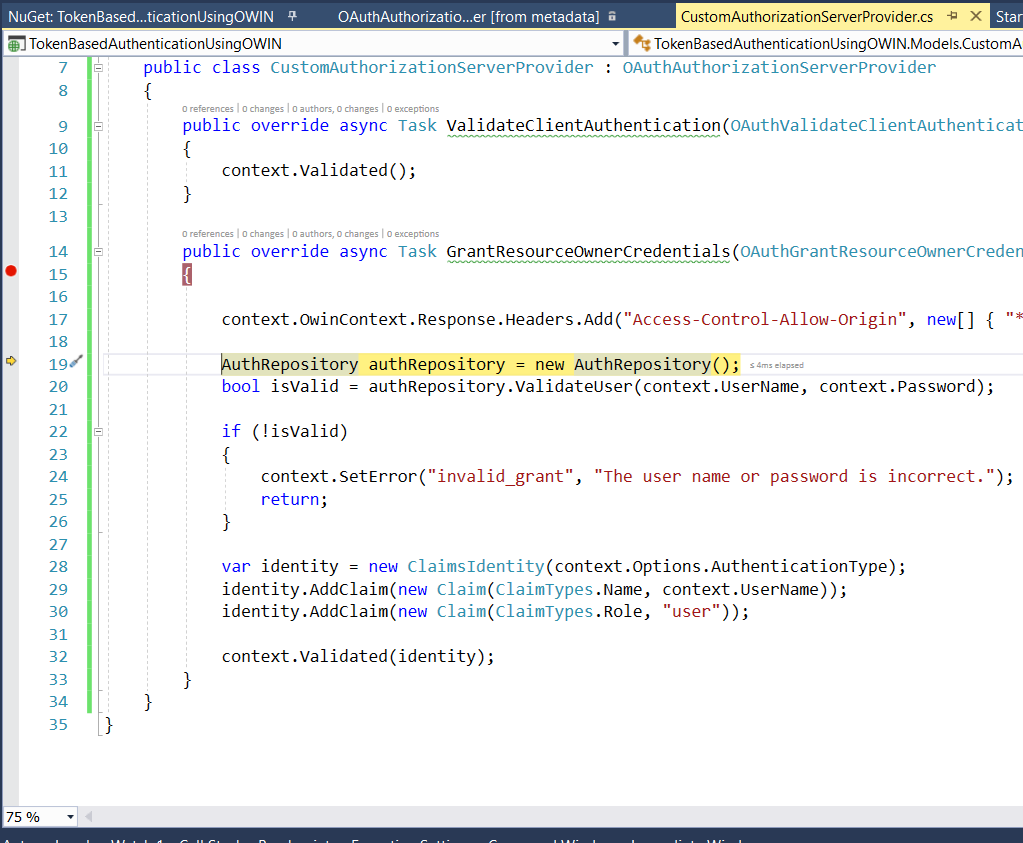 NuGet: TokenBased...ticationUsingOWIN OAuthAuthorizatio...er [from metadata] CustomAuthorizationServerProvider.cs Star
TokenBasedAuthenticationUsingOWIN TokenBasedAuthenticationUsingOWIN.Models.CustomA
7 public class CustomAuthorizationServerProvider : OAuthAuthorizationServerProvider
8 {
0 references | 0 changes | 0 authors, 0 changes | 0 exceptions
9 public override async Task ValidateClientAuthentication(OAuthValidateClientAuthenticat
10 {
11 context.Validated();
12 }
13
0 references | 0 changes | 0 authors, 0 changes | 0 exceptions
14 public override async Task GrantResourceOwnerCredentials(OAuthGrantResourceOwnerCreden
15 {
16
17 context.OwinContext.Response.Headers.Add("Access-Control-Allow-Origin", new[] { "*
18
19 AuthRepository authRepository = new AuthRepository(); ≤ 4ms elapsed
20 bool isValid = authRepository.ValidateUser(context.UserName, context.Password);
21
22 if (!isValid)
23 {
24 context.SetError("invalid_grant", "The user name or password is incorrect.");
25 return;
26 }
27
28 var identity = new ClaimsIdentity(context.Options.AuthenticationType);
29 identity.AddClaim(new Claim(ClaimTypes.Name, context.UserName));
30 identity.AddClaim(new Claim(ClaimTypes.Role, "user"));
31
32 context.Validated(identity);
33 }
34 }
35 }
75 %